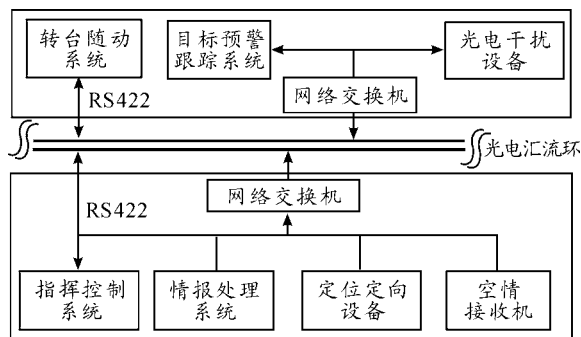 转台随动
系统
目标预警
跟踪系统
光电干扰
设备
RS422
网络交换机
光电汇流环
网络交换机
RS422
指挥控制
系统
情报处理
系统
定位定向
设备
空情
接收机